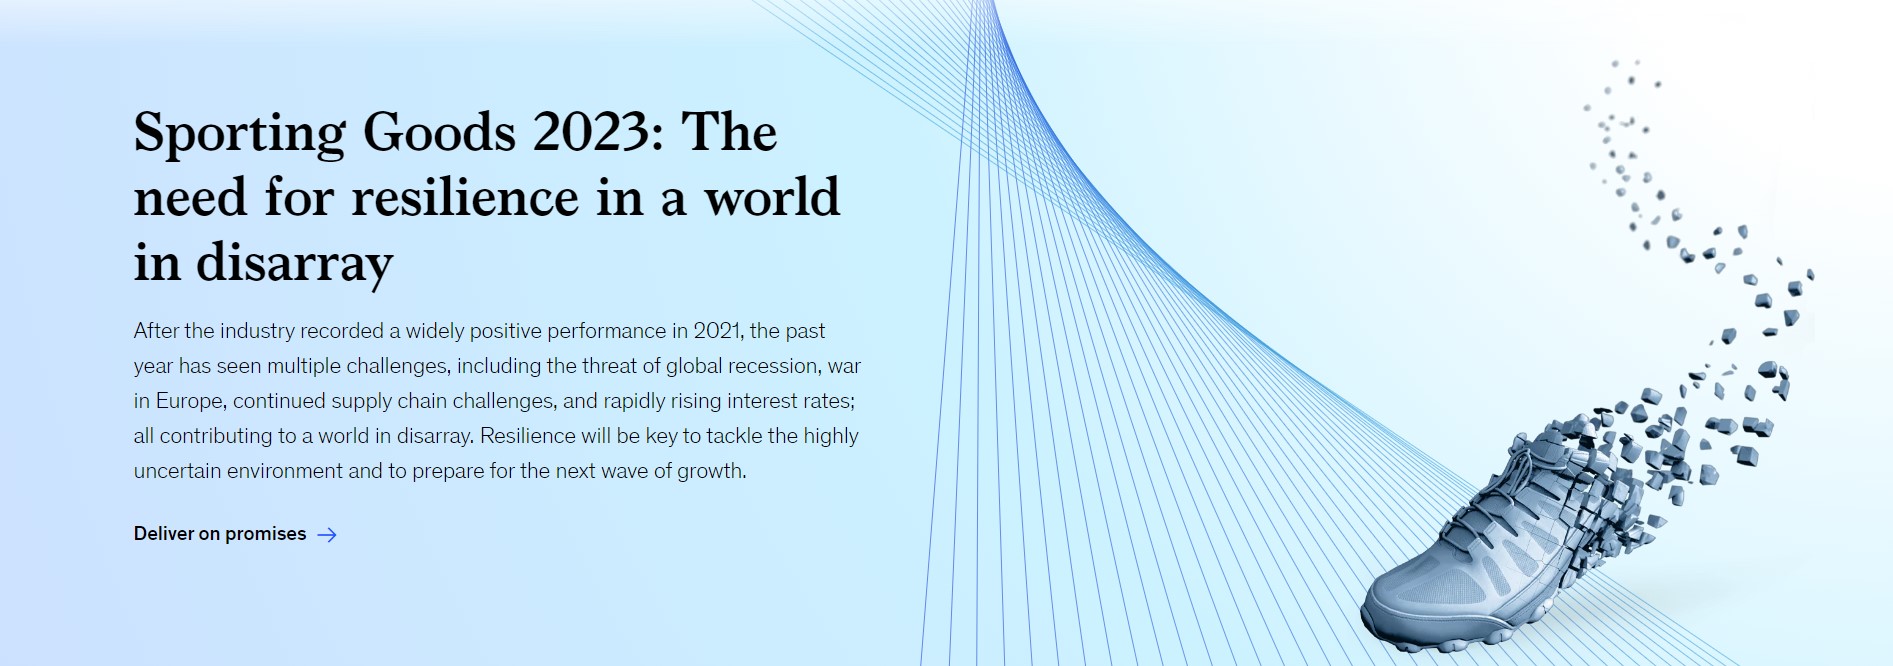 Sporting Goods 2023: The
need for resilience in a world
in disarray
After the industry recorded a widely positive performance in 2021, the past
year has seen multiple challenges, including the threat of global recession, war
in Europe, continued supply chain challenges, and rapidly rising interest rates;
all contributing to a world in disarray. Resilience will be key to tackle the highly
uncertain environment and to prepare for the next wave of growth.
Deliver on promises →